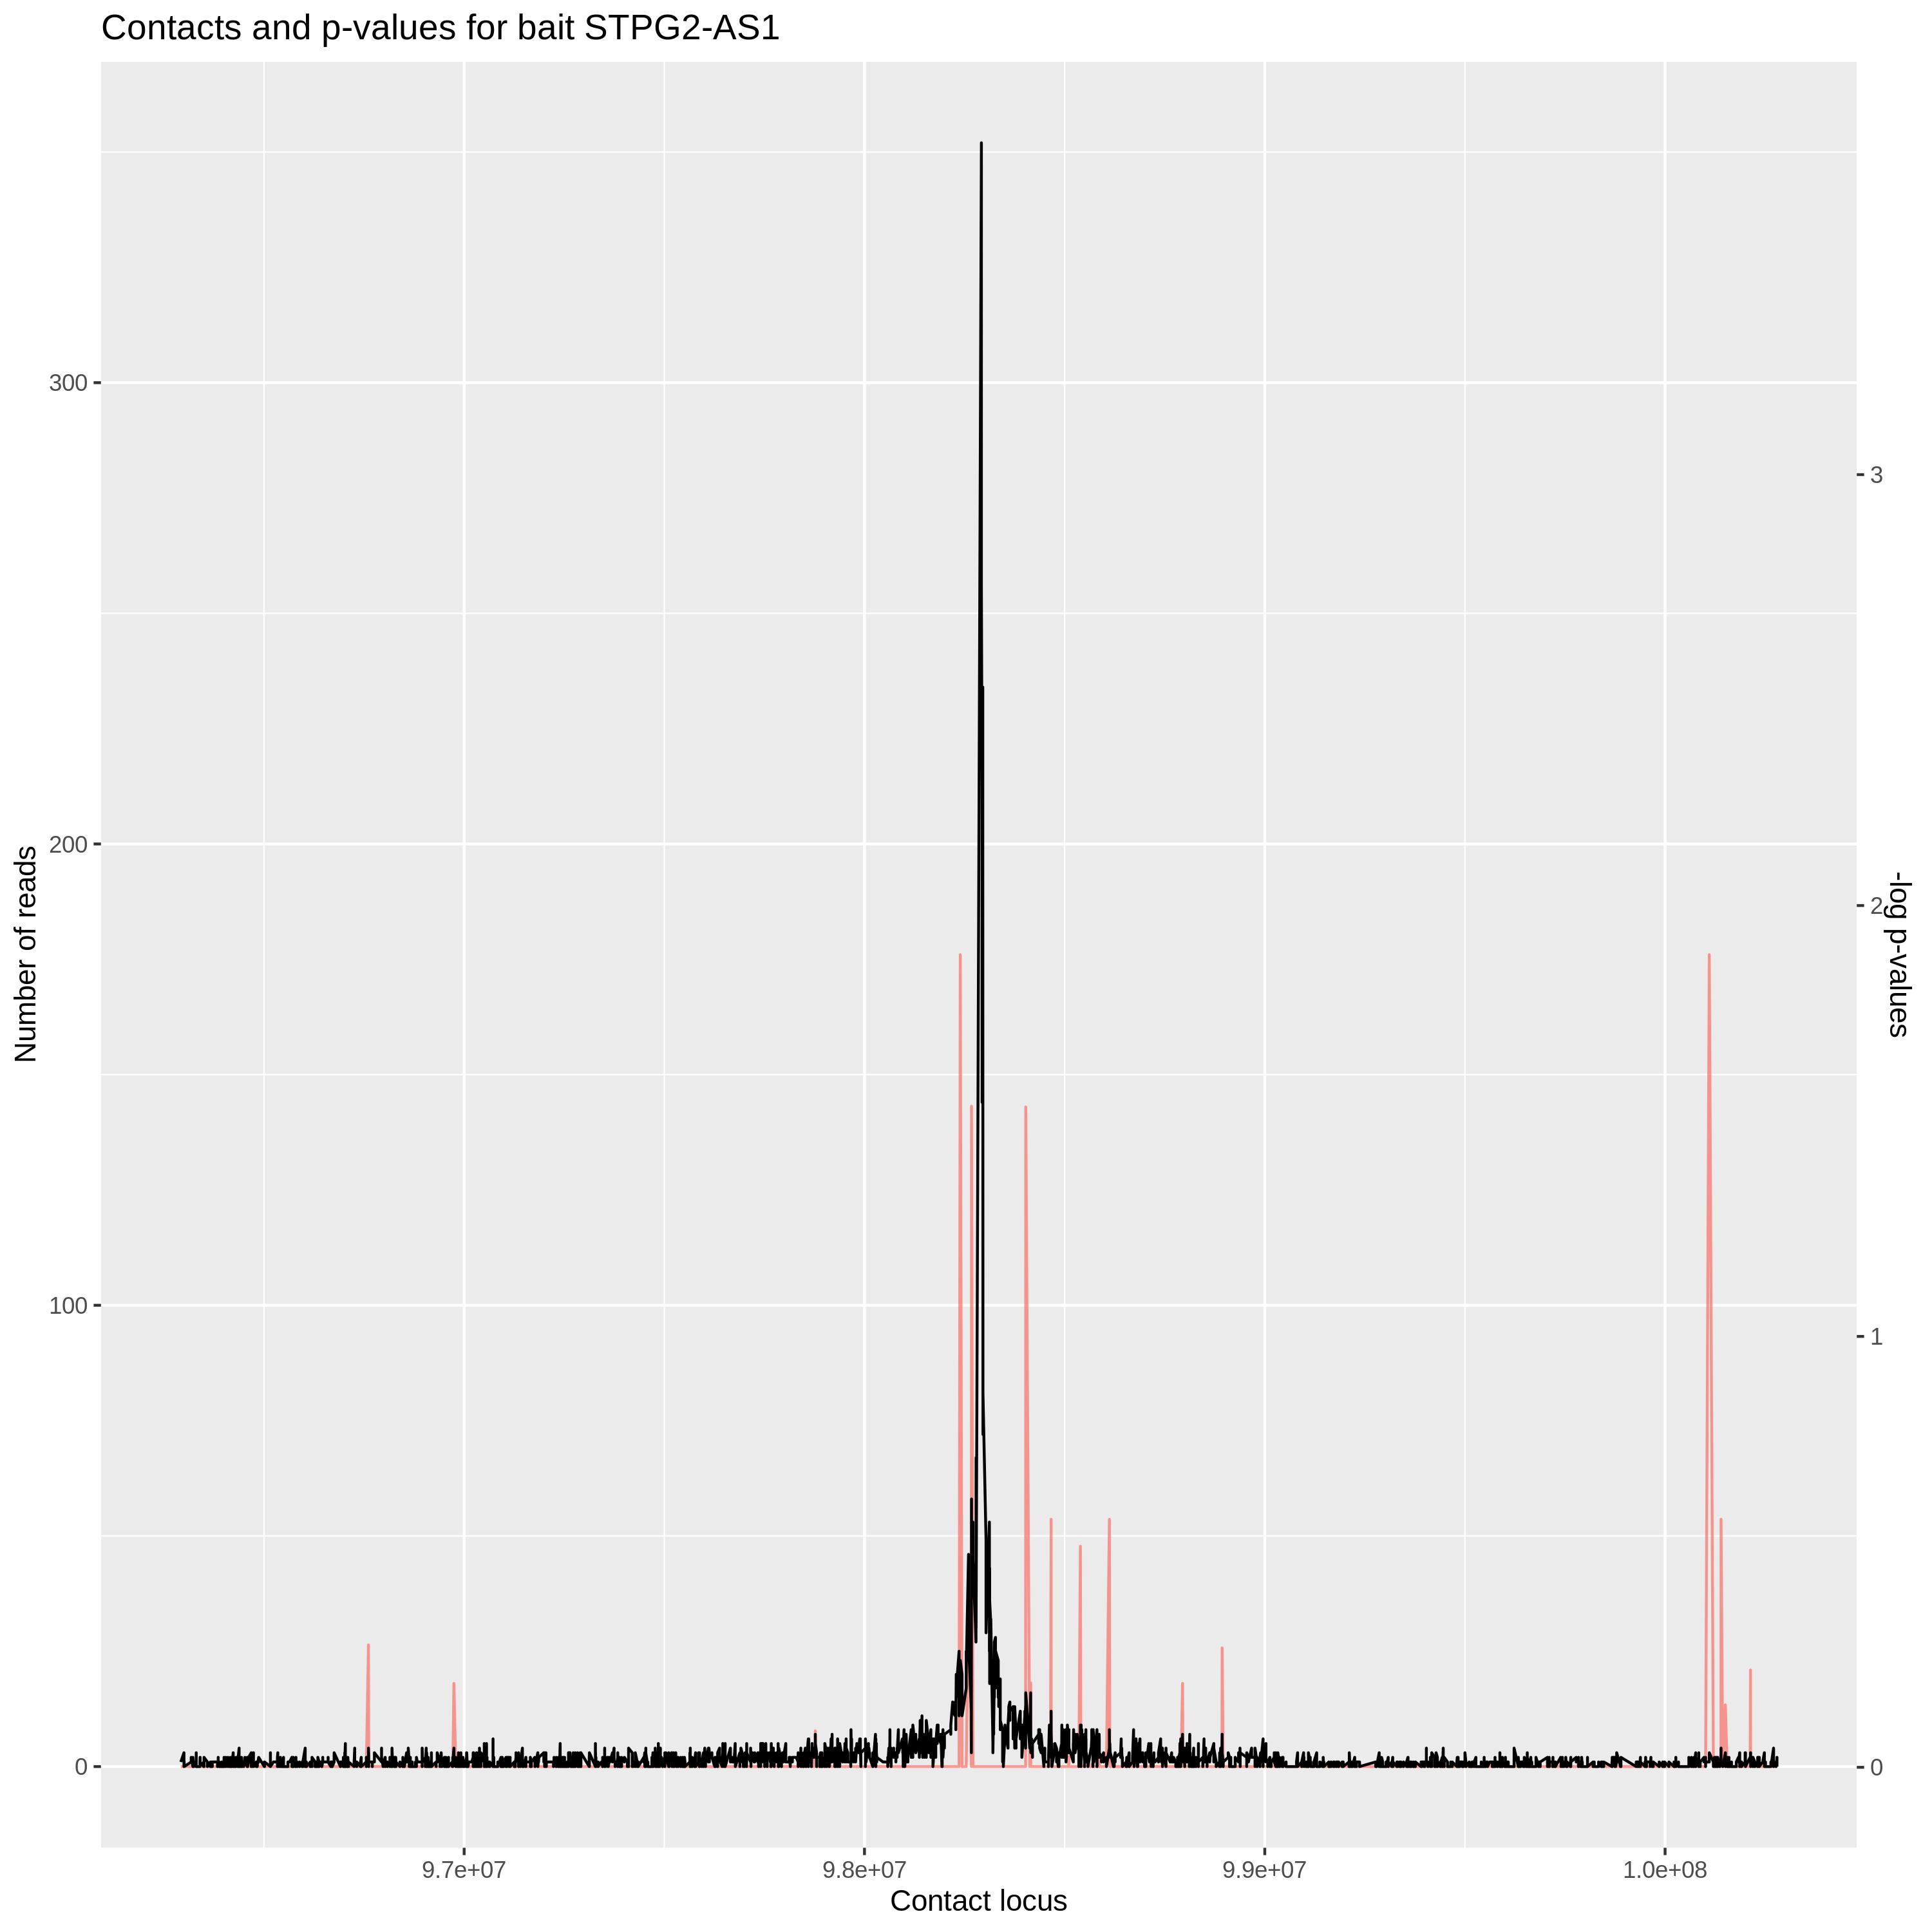 Contacts and p-values for bait STPG2-AS1
300
200
100
0
Number of reads
3
2
1
0
-log p-values
9.7e+07
9.8e+07
9.9e+07
1.0e+08
Contact locus